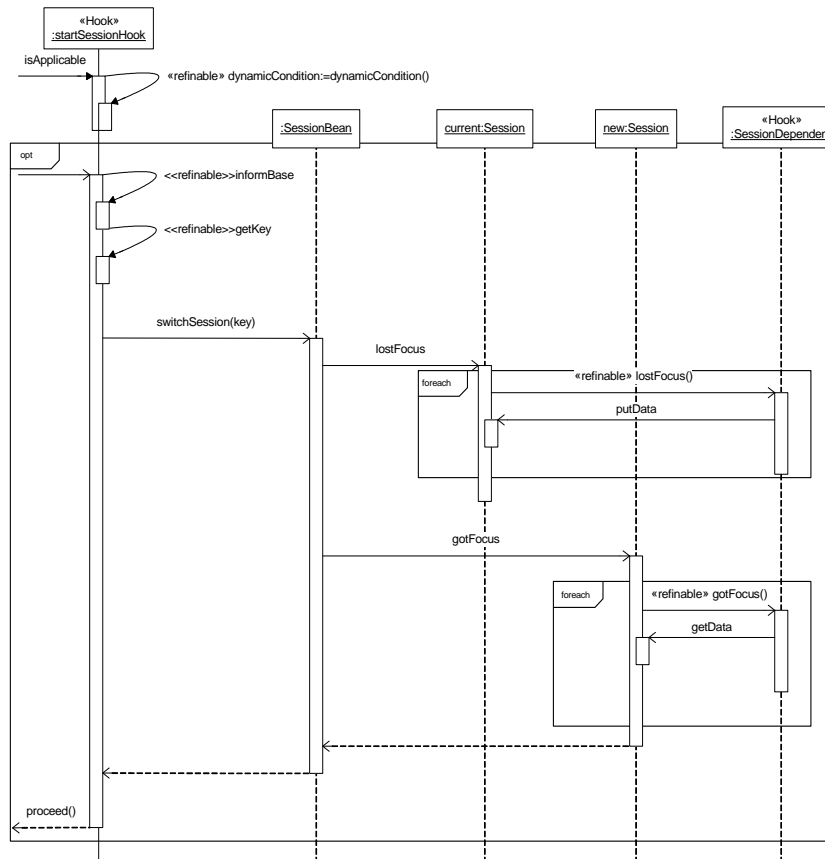 «Hook»
:startSessionHook
isApplicable
«refinable» dynamicCondition:=dynamicCondition()
:SessionBean
current:Session
new:Session
«Hook»
:SessionDependen
opt
<<refinable>>informBase
<<refinable>>getKey
switchSession(key)
lostFocus
foreach
«refinable» lostFocus()
putData
gotFocus
foreach
«refinable» gotFocus()
getData
proceed()